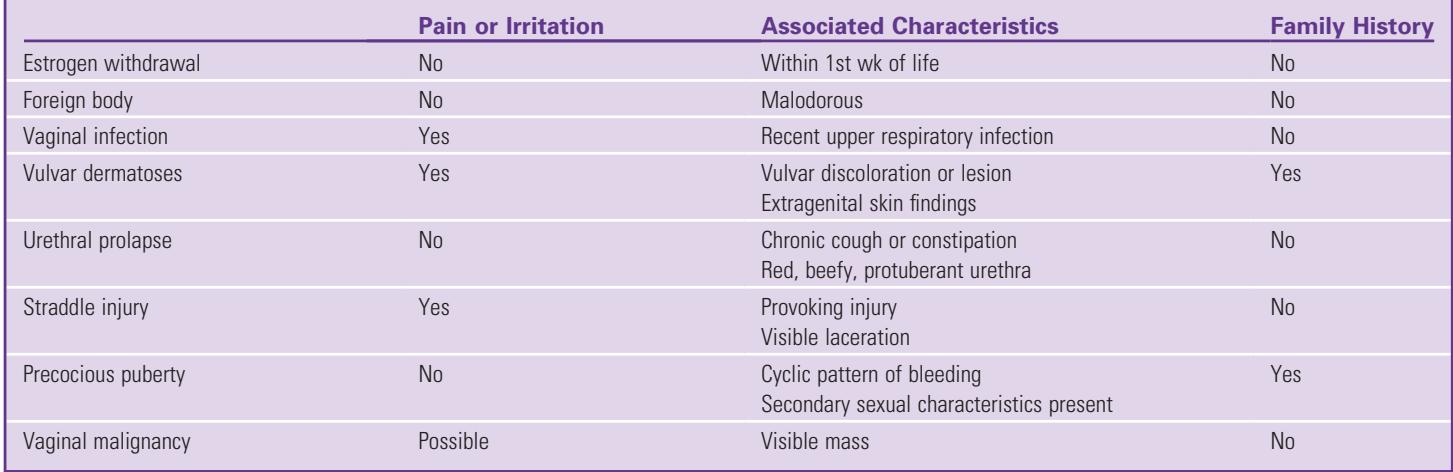 Pain or Irritation Associated Characteristics Family History
Estrogen withdrawal No Within 1st wk of life No
Foreign body No Malodorous No
Vaginal infection Yes Recent upper respiratory infection No
Vulvar dermatoses Yes Vulvar discoloration or lesion Yes
Extragenital skin findings
Urethral prolapse No Chronic cough or constipation No
Red, beefy, protuberant urethra
Straddle injury Yes Provoking injury No
Visible laceration
Precocious puberty No Cyclic pattern of bleeding Yes
Secondary sexual characteristics present
Vaginal malignancy Possible Visible mass No